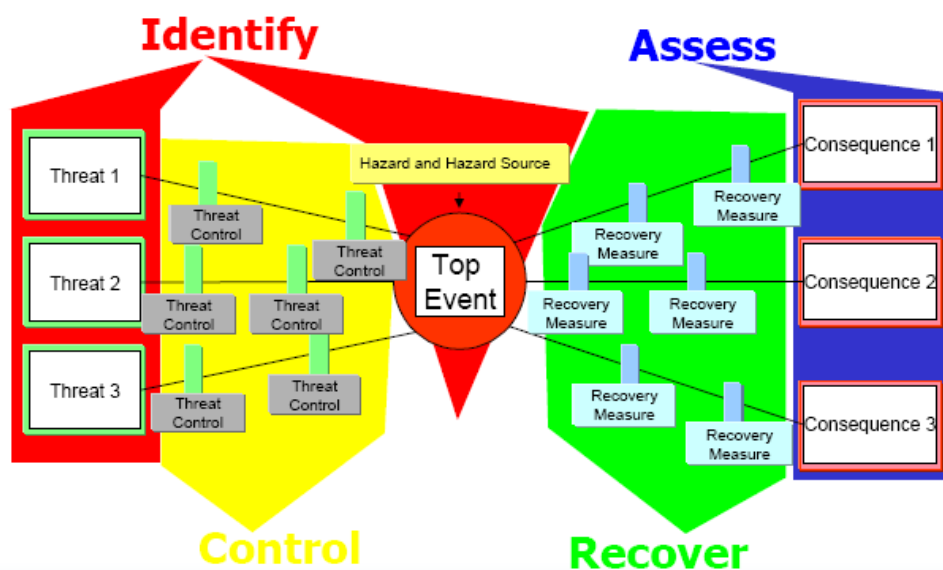 Identify
Assess
Hazard and Hazard Source
Threat 1
Threat
Control
Threat
Control
Threat 2
Threat
Control
Threat
Control
Threat 3
Threat
Control
Threat
Control
Top
Event
Recovery
Measure
Recovery
Measure
Consequence 1
Recovery
Measure
Recovery
Measure
Consequence 2
Recovery
Measure
Recovery
Measure
Consequence 3
Control
Recover